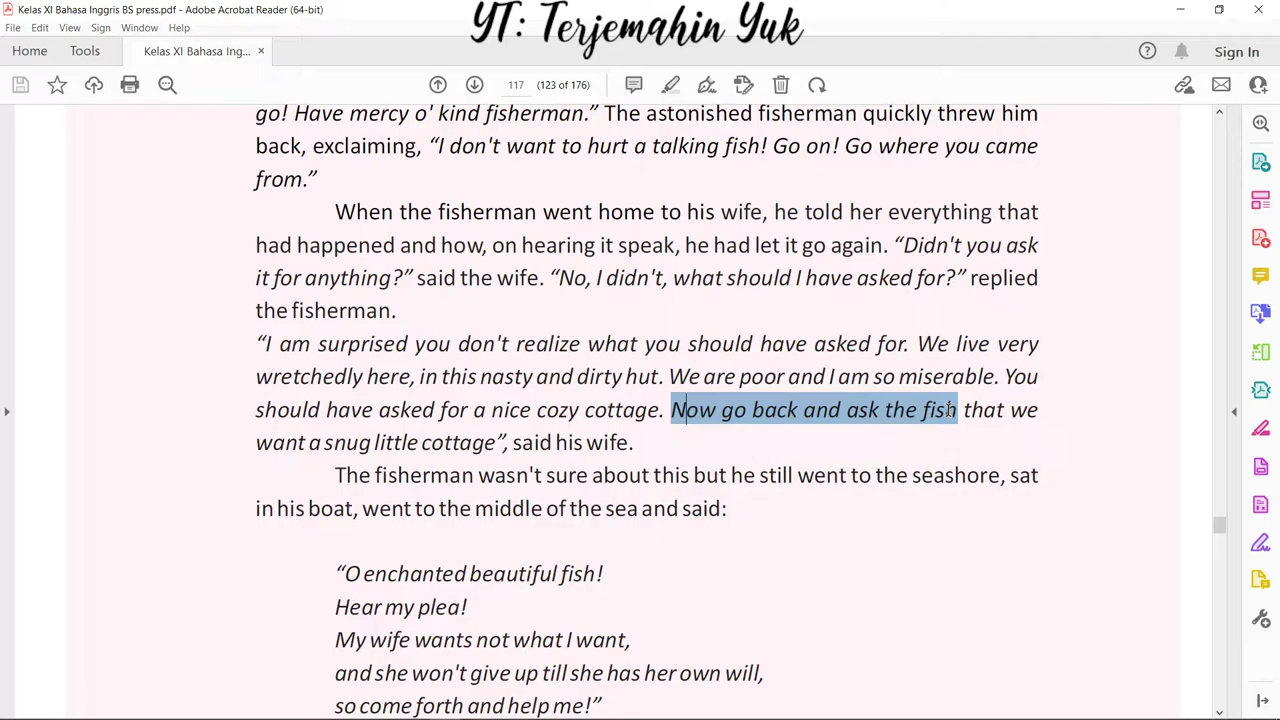 Kelas XI Bahasa Inggris BS press.pdf - Adobe Acrobat Reader (64-bit)
YT: Terjemahin Yuk
File Edit View Sign Window Help
Home Tools Kelas XI Bahasa Ing... × Sign In
117 (123 of 176)
go! Have mercy o' kind fisherman.” The astonished fisherman quickly threw him
back, exclaiming, “I don't want to hurt a talking fish! Go on! Go where you came
from.”
When the fisherman went home to his wife, he told her everything that
had happened and how, on hearing it speak, he had let it go again. “Didn't you ask
it for anything?” said the wife. “No, I didn't, what should I have asked for?” replied
the fisherman.
“I am surprised you don't realize what you should have asked for. We live very
wretchedly here, in this nasty and dirty hut. We are poor and I am so miserable. You
should have asked for a nice cozy cottage. Now go back and ask the fish that we
want a snug little cottage”, said his wife.
The fisherman wasn't sure about this but he still went to the seashore, sat
in his boat, went to the middle of the sea and said:
“O enchanted beautiful fish!
Hear my plea!
My wife wants not what I want,
and she won't give up till she has her own will,
so come forth and help me!”